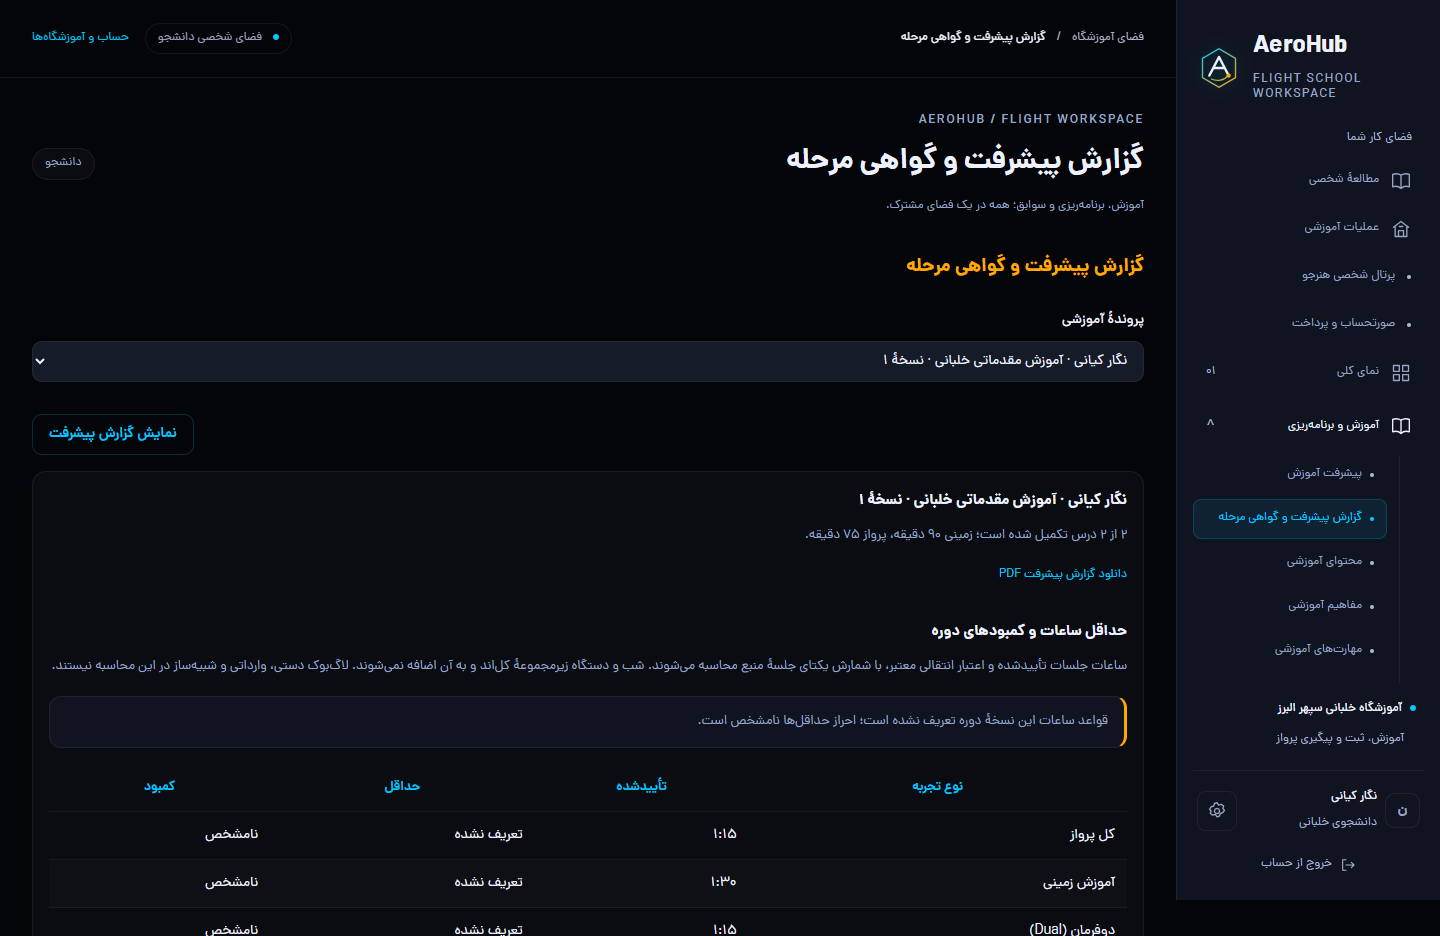 AeroHub
FLIGHT SCHOOL
WORKSPACE
فضای کار شما
مطالعهٔ شخصی
عملیات آموزشی
پرتال شخصی هنرجو
صورتحساب و پرداخت
نمای کلی
۰۱
آموزش و برنامه‌ریزی
پیشرفت آموزش
گزارش پیشرفت و گواهی مرحله
محتوای آموزشی
مفاهیم آموزشی
مهارت‌های آموزشی
آموزشگاه خلبانی سپهر البرز
آموزش، ثبت و پیگیری پرواز
ن
نگار کیانی
دانشجوی خلبانی
خروج از حساب
فضای آموزشگاه / گزارش پیشرفت و گواهی مرحله
فضای شخصی دانشجو
حساب و آموزشگاه‌ها
AEROHUB / FLIGHT WORKSPACE
گزارش پیشرفت و گواهی مرحله
دانشجو
آموزش، برنامه‌ریزی و سوابق؛ همه در یک فضای مشترک.
گزارش پیشرفت و گواهی مرحله
پروندهٔ آموزشی
نگار کیانی · آموزش مقدماتی خلبانی · نسخهٔ ۱
نمایش گزارش پیشرفت
نگار کیانی · آموزش مقدماتی خلبانی · نسخهٔ ۱
۲ از ۲ درس تکمیل شده است؛ زمینی ۹۰ دقیقه، پرواز ۷۵ دقیقه.
دانلود گزارش پیشرفت PDF
حداقل ساعات و کمبودهای دوره
ساعات جلسات تأییدشده و اعتبار انتقالی معتبر، با شمارش یکتای جلسهٔ منبع محاسبه می‌شوند. شب و دستگاه زیرمجموعهٔ کل‌اند و به آن اضافه نمی‌شوند. لاگ‌بوک دستی، وارداتی و شبیه‌ساز در این محاسبه نیستند.
قواعد ساعات این نسخهٔ دوره تعریف نشده است؛ احراز حداقل‌ها نامشخص است.
نوع تجربه تأییدشده حداقل کمبود
کل پرواز ۱:۱۵ تعریف نشده نامشخص
آموزش زمینی ۱:۳۰ تعریف نشده نامشخص
دوفرمان (Dual) ۱:۱۵ تعریف نشده نامشخص